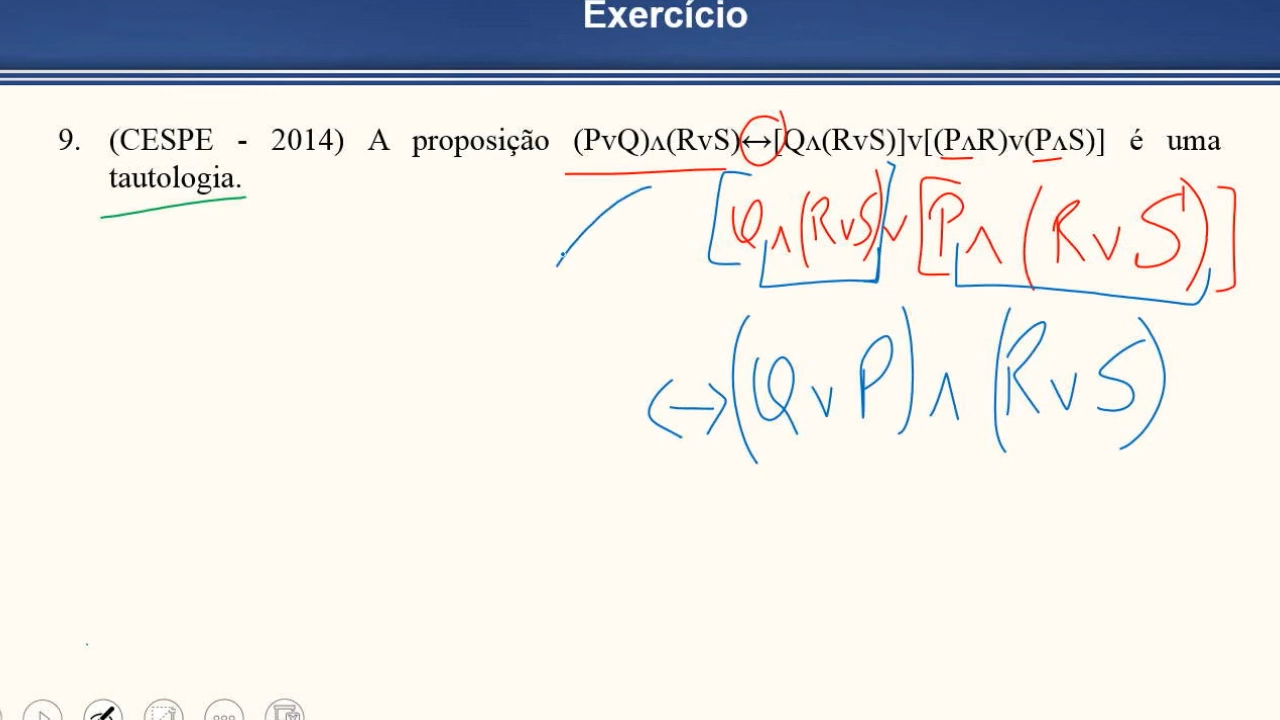 Exercício
9. (CESPE - 2014) A proposição (PvQ)∧(RvS)↔[Q∧(RvS)]v[(P∧R)v(P∧S)] é uma
tautologia.
[Q∧(RvS)]v[P∧(RvS)]
↔(QvP)∧(RvS)